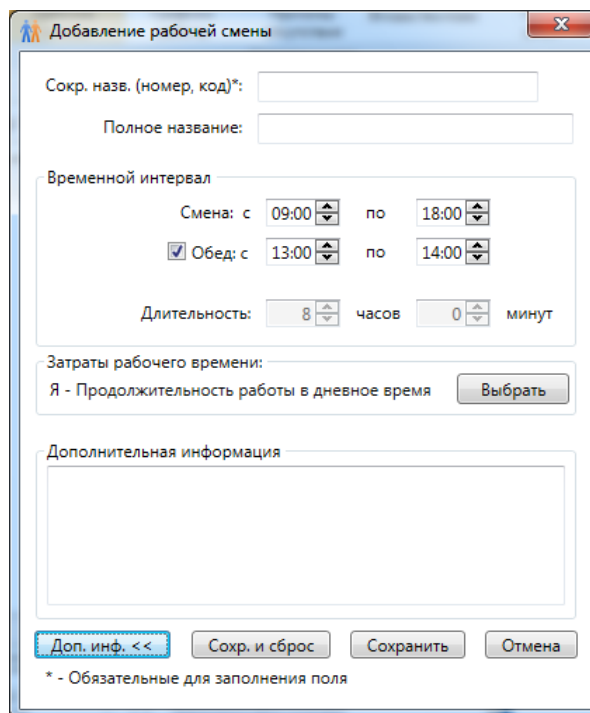 Добавление рабочей смены
Сокр. назв. (номер, код)*:
Полное название:
Временной интервал
Смена: с 09:00 по 18:00
Обед: с 13:00 по 14:00
Длительность: 8 часов 0 минут
Затраты рабочего времени:
Я - Продолжительность работы в дневное время Выбрать
Дополнительная информация
Доп. инф. << Сохр. и сброс Сохранить Отмена
* - Обязательные для заполнения поля